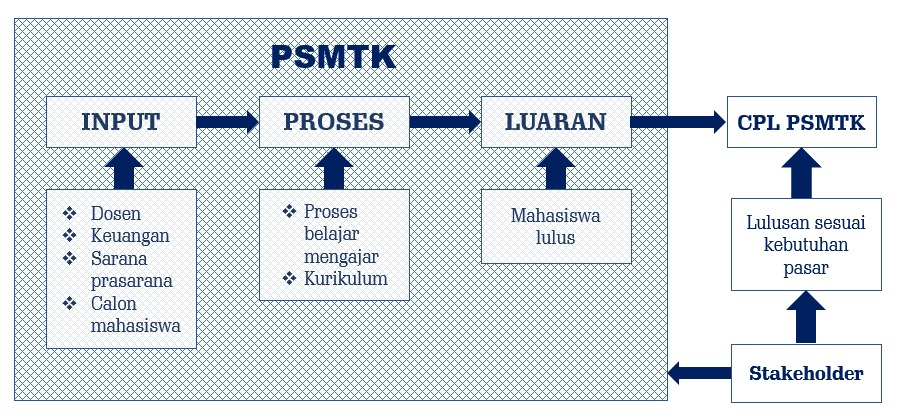 PSMTK
INPUT
PROSES
LUARAN
CPL PSMTK
❖ Dosen
❖ Keuangan
❖ Sarana
prasarana
❖ Calon
mahasiswa
❖ Proses
belajar
mengajar
❖ Kurikulum
Mahasiswa
lulus
Lulusan sesuai
kebutuhan
pasar
Stakeholder